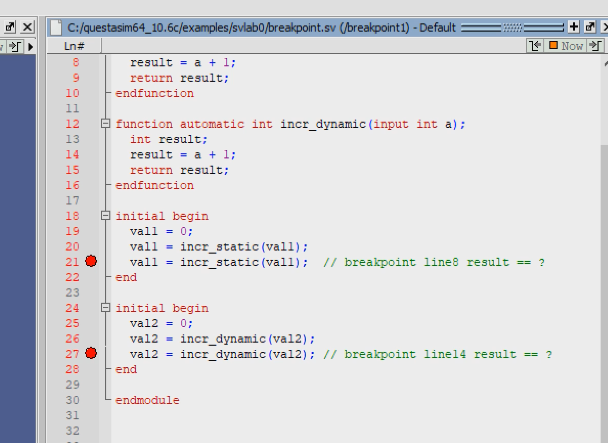 C:/questasim64_10.6c/examples/svlab0/breakpoint.sv (/breakpoint1) - Default
Ln#
Now
8 result = a + 1;
9 return result;
10 endfunction
11
12 function automatic int incr_dynamic(input int a);
13 int result;
14 result = a + 1;
15 return result;
16 endfunction
17
18 initial begin
19 val1 = 0;
20 val1 = incr_static(val1);
21 val1 = incr_static(val1); // breakpoint line8 result == ?
22 end
23
24 initial begin
25 val2 = 0;
26 val2 = incr_dynamic(val2);
27 val2 = incr_dynamic(val2); // breakpoint line14 result == ?
28 end
29
30 endmodule
31
32